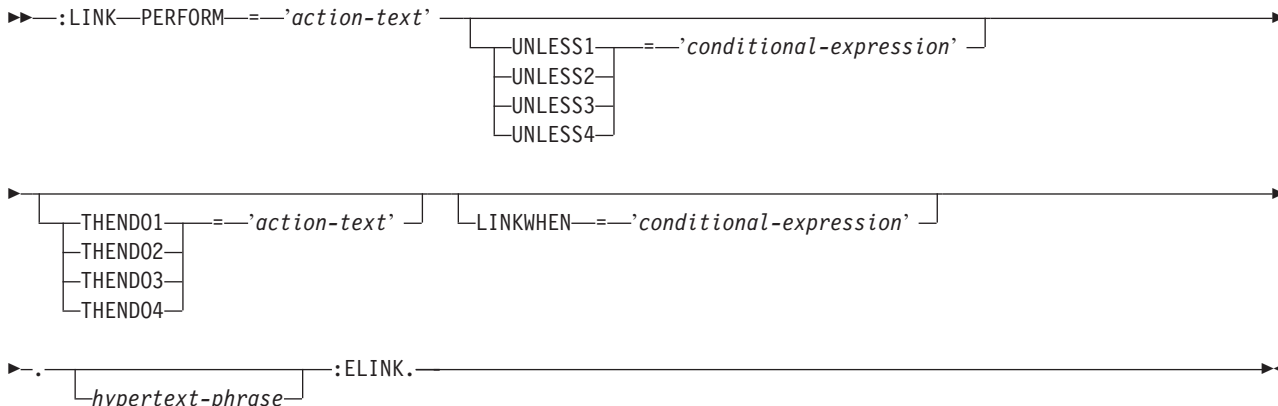 :LINK PERFORM = ’action-text’
UNLESS1 = ’conditional-expression’
UNLESS2
UNLESS3
UNLESS4
THENDO1 = ’action-text’ LINKWHEN = ’conditional-expression’
THENDO2
THENDO3
THENDO4
. :ELINK.
hypertext-phrase